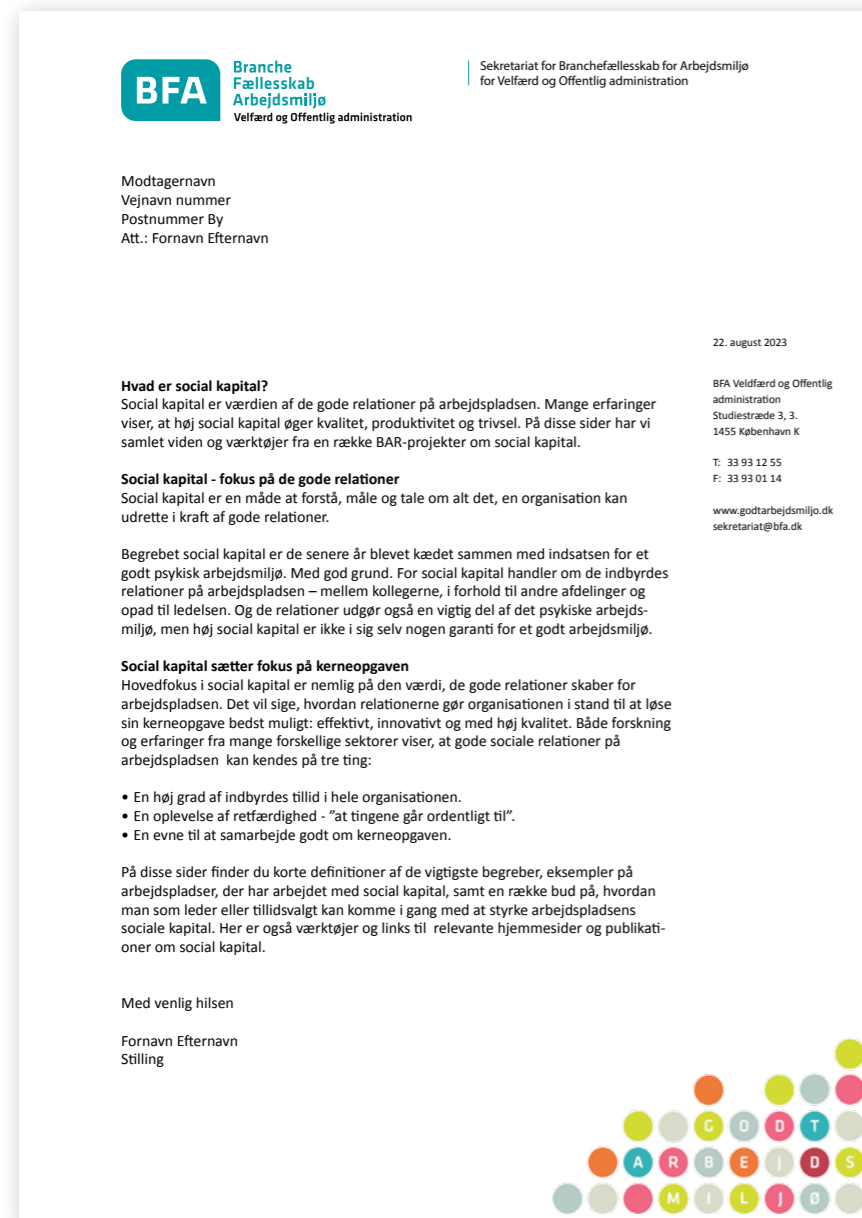 BFA
Branche
Fællesskab
Arbejdsmiljø
Velfærd og Offentlig administration
Sekretariat for Branchefællesskab for Arbejdsmiljø
for Velfærd og Offentlig administration
Modtagernavn
Vejnavn nummer
Postnummer By
Att.: Fornavn Efternavn
22. august 2023
BFA Veldfærd og Offentlig
administration
Studiestræde 3, 3.
1455 København K
T: 33 93 12 55
F: 33 93 01 14
www.godtarbejdsmiljo.dk
sekretariat@bfa.dk
Hvad er social kapital?
Social kapital er værdien af de gode relationer på arbejdspladsen. Mange erfaringer
viser, at høj social kapital øger kvalitet, produktivitet og trivsel. På disse sider har vi
samlet viden og værktøjer fra en række BAR-projekter om social kapital.
Social kapital - fokus på de gode relationer
Social kapital er en måde at forstå, måle og tale om alt det, en organisation kan
udrette i kraft af gode relationer.
Begrebet social kapital er de senere år blevet kædet sammen med indsatsen for et
godt psykisk arbejdsmiljø. Med god grund. For social kapital handler om de indbyrdes
relationer på arbejdspladsen – mellem kollegerne, i forhold til andre afdelinger og
opad til ledelsen. Og de relationer udgør også en vigtig del af det psykiske arbejds-
miljø, men høj social kapital er ikke i sig selv nogen garanti for et godt arbejdsmiljø.
Social kapital sætter fokus på kerneopgaven
Hovedfokus i social kapital er nemlig på den værdi, de gode relationer skaber for
arbejdspladsen. Det vil sige, hvordan relationerne gør organisationen i stand til at løse
sin kerneopgave bedst muligt: effektivt, innovativt og med høj kvalitet. Både forskning
og erfaringer fra mange forskellige sektorer viser, at gode sociale relationer på
arbejdspladsen kan kendes på tre ting:
• En høj grad af indbyrdes tillid i hele organisationen.
• En oplevelse af retfærdighed - ”at tingene går ordentligt til”.
• En evne til at samarbejde godt om kerneopgaven.
På disse sider finder du korte definitioner af de vigtigste begreber, eksempler på
arbejdspladser, der har arbejdet med social kapital, samt en række bud på, hvordan
man som leder eller tillidsvalgt kan komme i gang med at styrke arbejdspladsens
sociale kapital. Her er også værktøjer og links til relevante hjemmesider og publikati-
oner om social kapital.
Med venlig hilsen
Fornavn Efternavn
Stilling
GODT
ARBEJDS
MILJØ